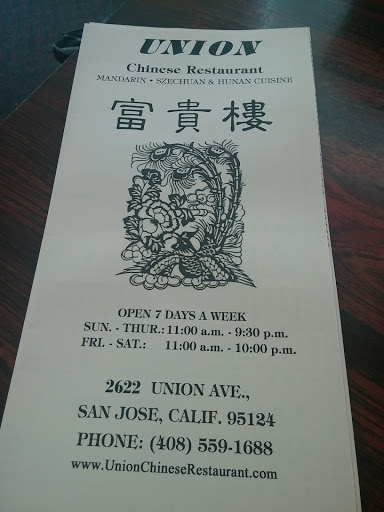 UNION
Chinese Restaurant
MANDARIN • SZECHUAN & HUNAN CUISINE
富貴樓
OPEN 7 DAYS A WEEK
SUN. - THUR.: 11:00 a.m. - 9:30 p.m.
FRI. - SAT.: 11:00 a.m. - 10:00 p.m.
2622 UNION AVE.,
SAN JOSE, CALIF. 95124
PHONE: (408) 559-1688
www.UnionChineseRestaurant.com